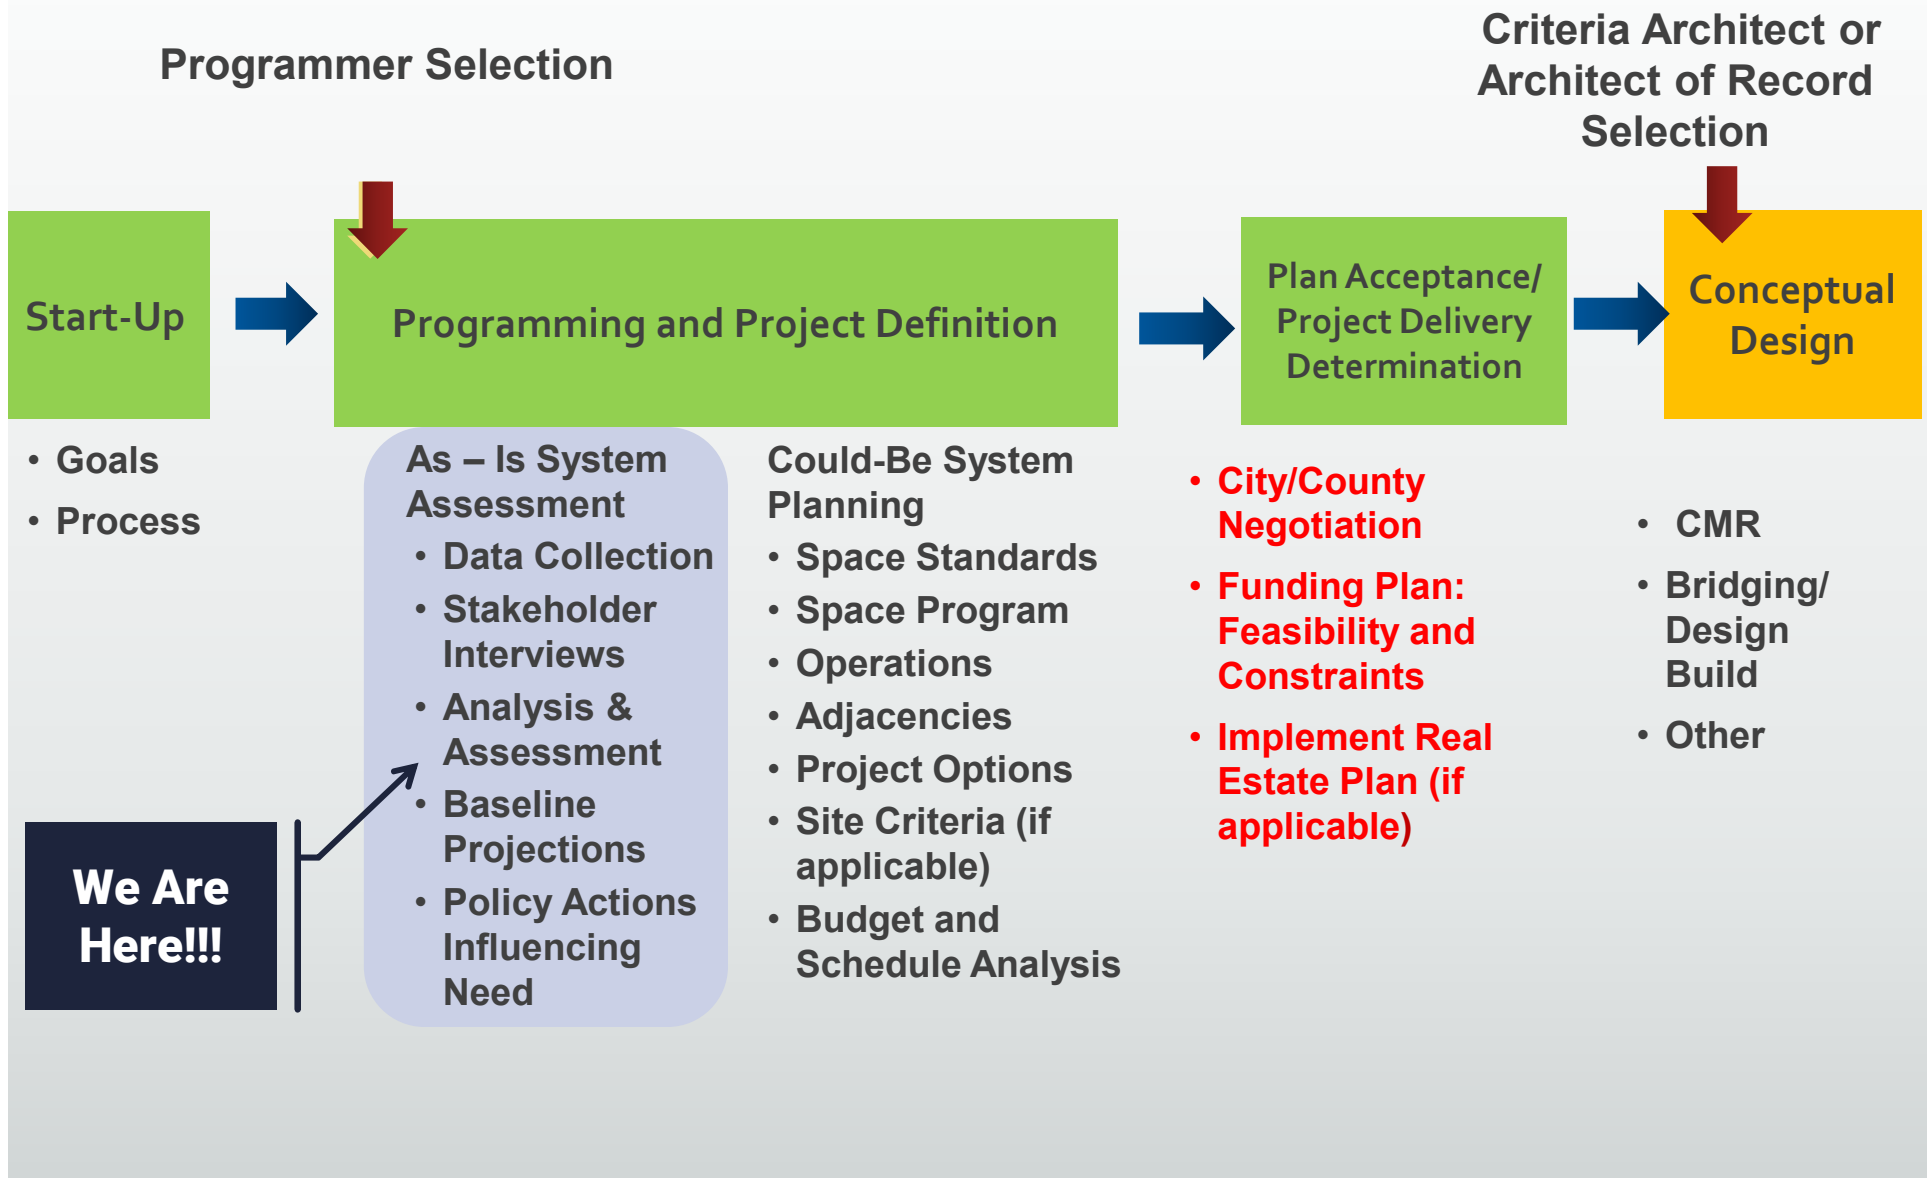 Programmer Selection
Criteria Architect or
Architect of Record
Selection
Start-Up
Programming and Project Definition
Plan Acceptance/
Project Delivery
Determination
Conceptual
Design
• Goals
• Process
As – Is System
Assessment
• Data Collection
• Stakeholder
Interviews
• Analysis &
Assessment
• Baseline
Projections
• Policy Actions
Influencing
Need
Could-Be System
Planning
• Space Standards
• Space Program
• Operations
• Adjacencies
• Project Options
• Site Criteria (if
applicable)
• Budget and
Schedule Analysis
• City/County
Negotiation
• Funding Plan:
Feasibility and
Constraints
• Implement Real
Estate Plan (if
applicable)
• CMR
• Bridging/
Design
Build
• Other
We Are
Here!!!